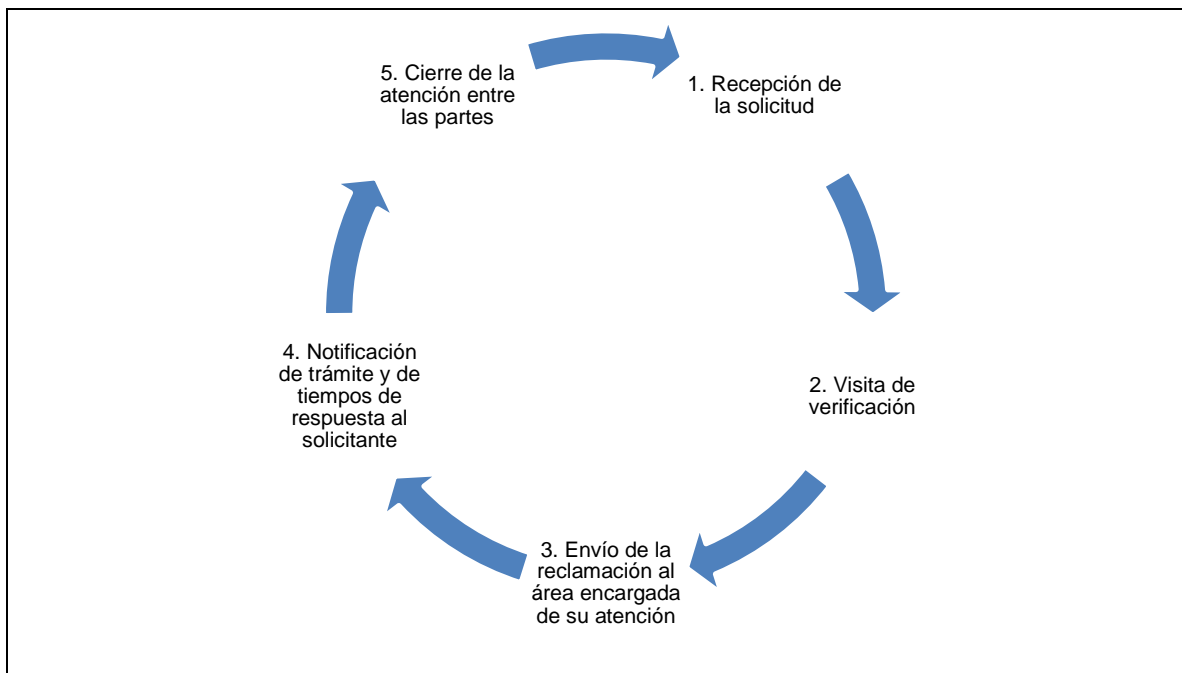 1. Recepción de
la solicitud
2. Visita de
verificación
3. Envío de la
reclamación al
área encargada
de su atención
4. Notificación
de trámite y de
tiempos de
respuesta al
solicitante
5. Cierre de la
atención entre
las partes